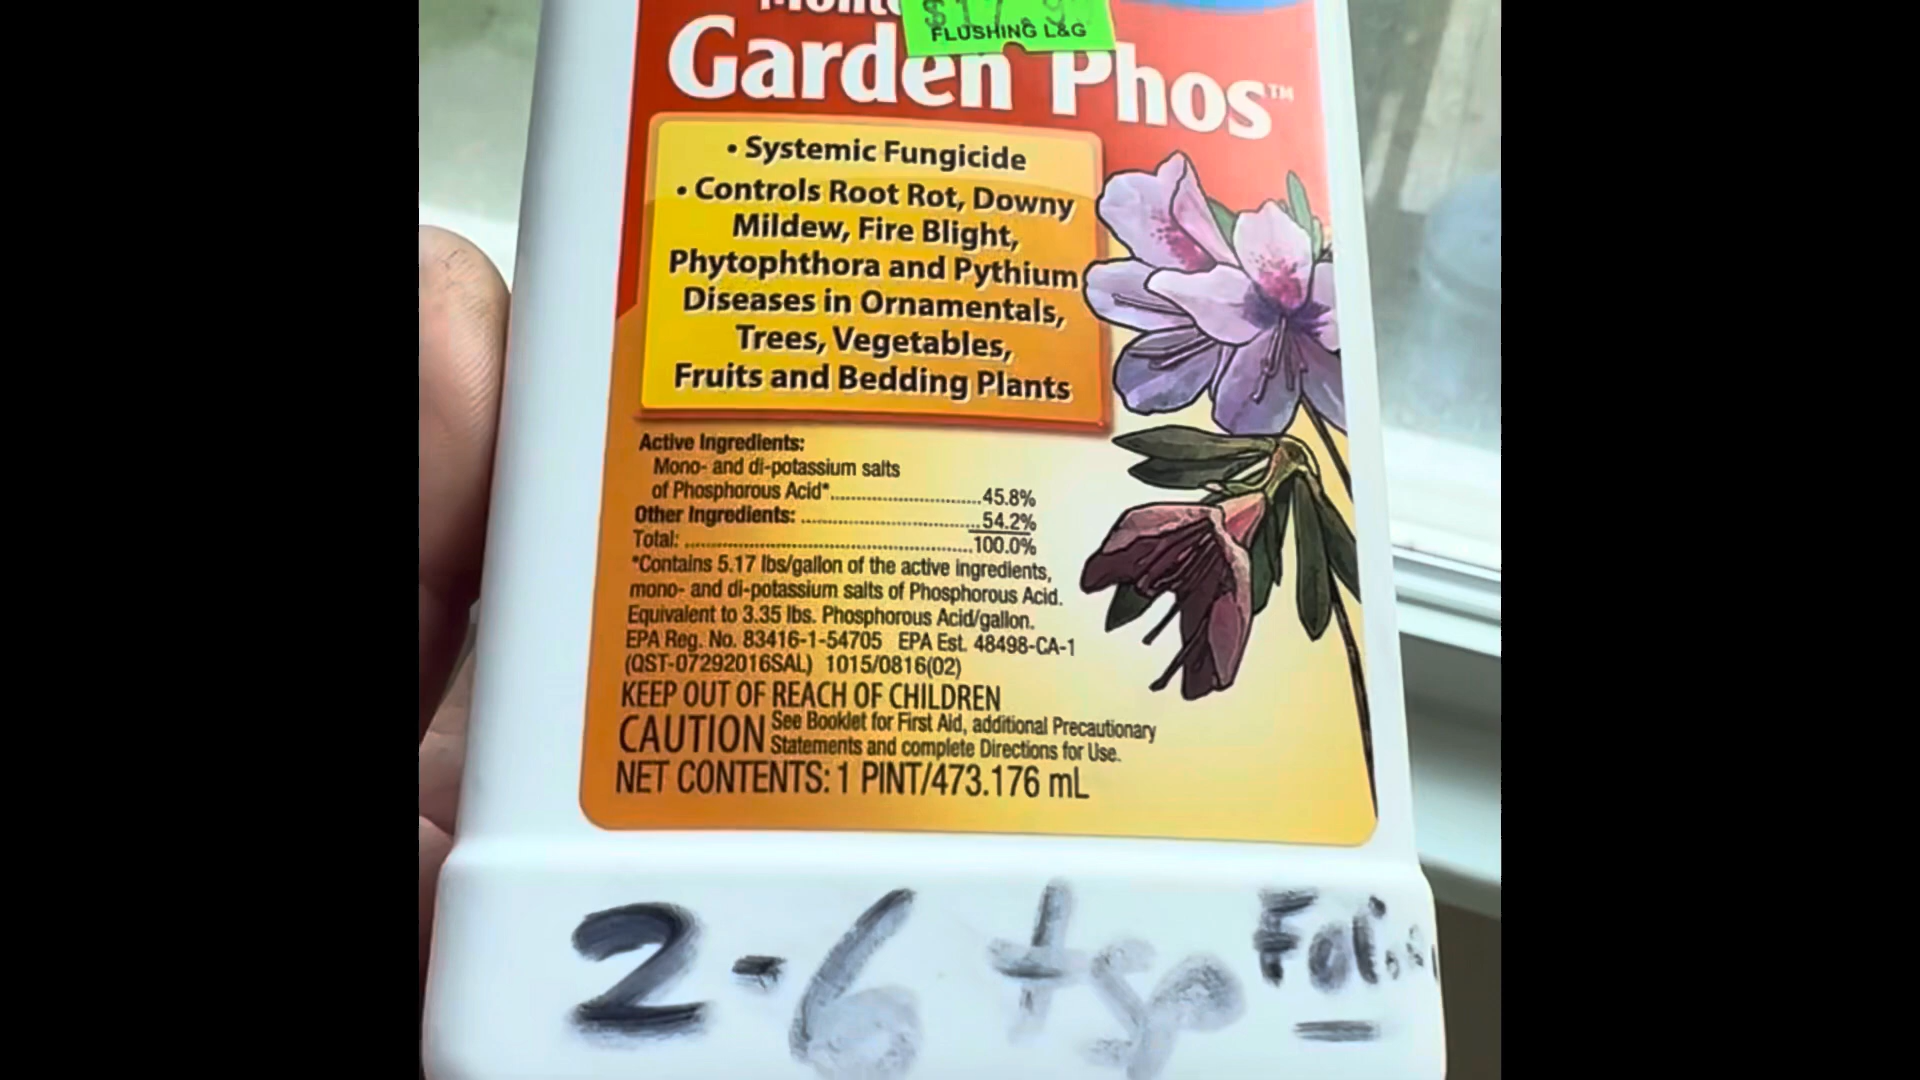 $17.9
FLUSHING L&G
Garden Phos™
• Systemic Fungicide
• Controls Root Rot, Downy
Mildew, Fire Blight,
Phytophthora and Pythium
Diseases in Ornamentals,
Trees, Vegetables,
Fruits and Bedding Plants
Active Ingredients:
Mono- and di-potassium salts
of Phosphorous Acid*..............................45.8%
Other Ingredients: ..............................54.2%
Total: ..............................100.0%
*Contains 5.17 lbs/gallon of the active ingredients,
mono- and di-potassium salts of Phosphorous Acid.
Equivalent to 3.35 lbs. Phosphorous Acid/gallon.
EPA Reg. No. 83416-1-54705 EPA Est. 48498-CA-1
(QST-07292016SAL) 1015/0816(02)
KEEP OUT OF REACH OF CHILDREN
CAUTION See Booklet for First Aid, additional Precautionary
Statements and complete Directions for Use.
NET CONTENTS: 1 PINT/473.176 mL
2-6 tsp